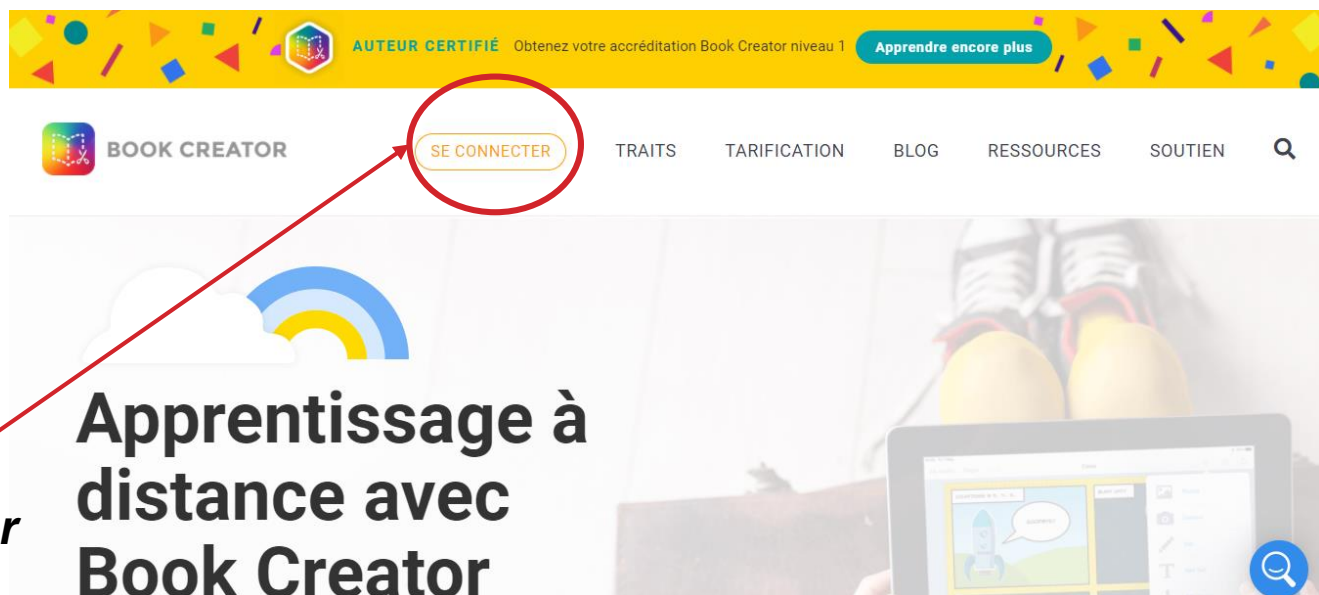 AUTEUR CERTIFIÉ Obtenez votre accréditation Book Creator niveau 1 Apprendre encore plus
BOOK CREATOR SE CONNECTER TRAITS TARIFICATION BLOG RESSOURCES SOUTIEN
Apprentissage à
distance avec
r
Book Creator